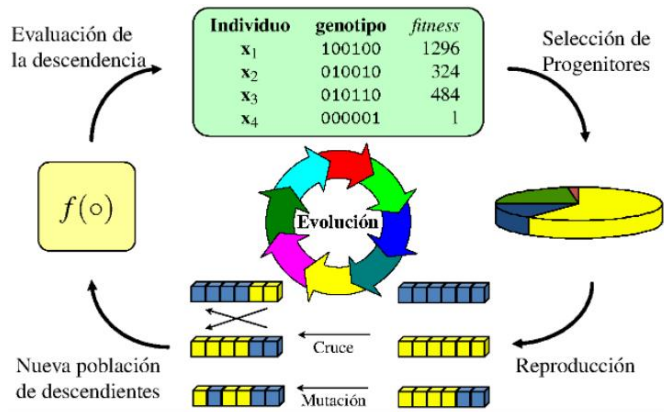 Evaluación de
la descendencia
Individuo genotipo fitness
x1 100100 1296
x2 010010 324
x3 010110 484
x4 000001 1
Selección de
Progenitores
f(○)
Evolución
Cruce
Mutación
Nueva población
de descendientes
Reproducción